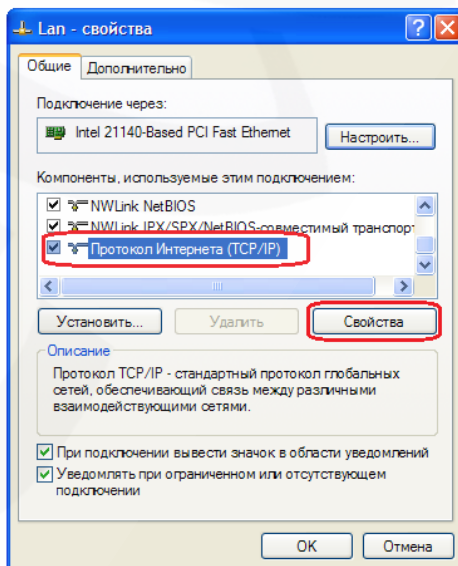 Lan - свойства
Общие
Дополнительно
Подключение через:
Intel 21140-Based PCI Fast Ethernet
Настроить...
Компоненты, используемые этим подключением:
NWLink NetBIOS
NWLink IPX/SPX/NetBIOS-совместимый транспорт
Протокол Интернета (TCP/IP)
Установить...
Удалить
Свойства
Описание
Протокол TCP/IP - стандартный протокол глобальных
сетей, обеспечивающий связь между различными
взаимодействующими сетями.
При подключении вывести значок в области уведомлений
Уведомлять при ограниченном или отсутствующем
подключении
OK
Отмена